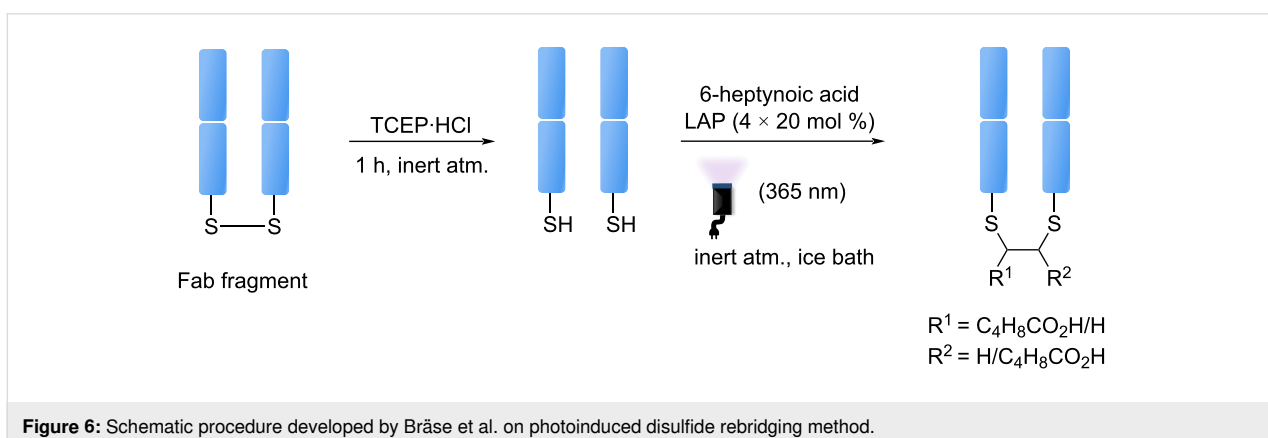 S
S
Fab fragment
TCEP·HCl
1 h, inert atm.
SH
SH
6-heptynoic acid
LAP (4 × 20 mol %)
(365 nm)
inert atm., ice bath
S
S
R¹
R²
R¹ = C₄H₈CO₂H/H
R² = H/C₄H₈CO₂H
Figure 6: Schematic procedure developed by Bräse et al. on photoinduced disulfide rebridging method.